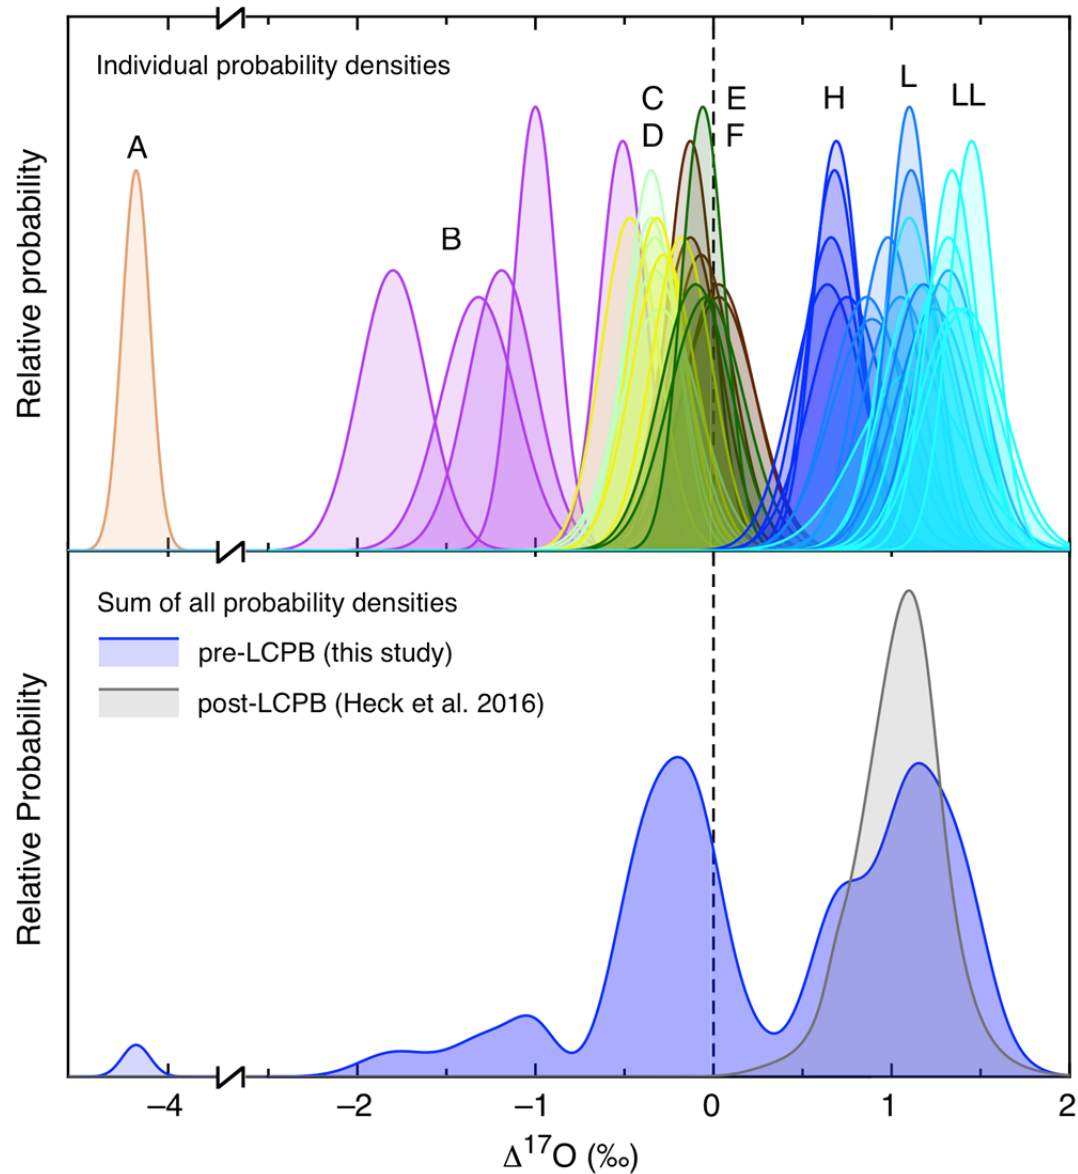 Individual probability densities
A
B
C
D
E
F
H
L
LL
Relative probability
Sum of all probability densities
pre-LCPB (this study)
post-LCPB (Heck et al. 2016)
Relative Probability
−4 −2 −1 0 1 2
Δ¹⁷O (‰)